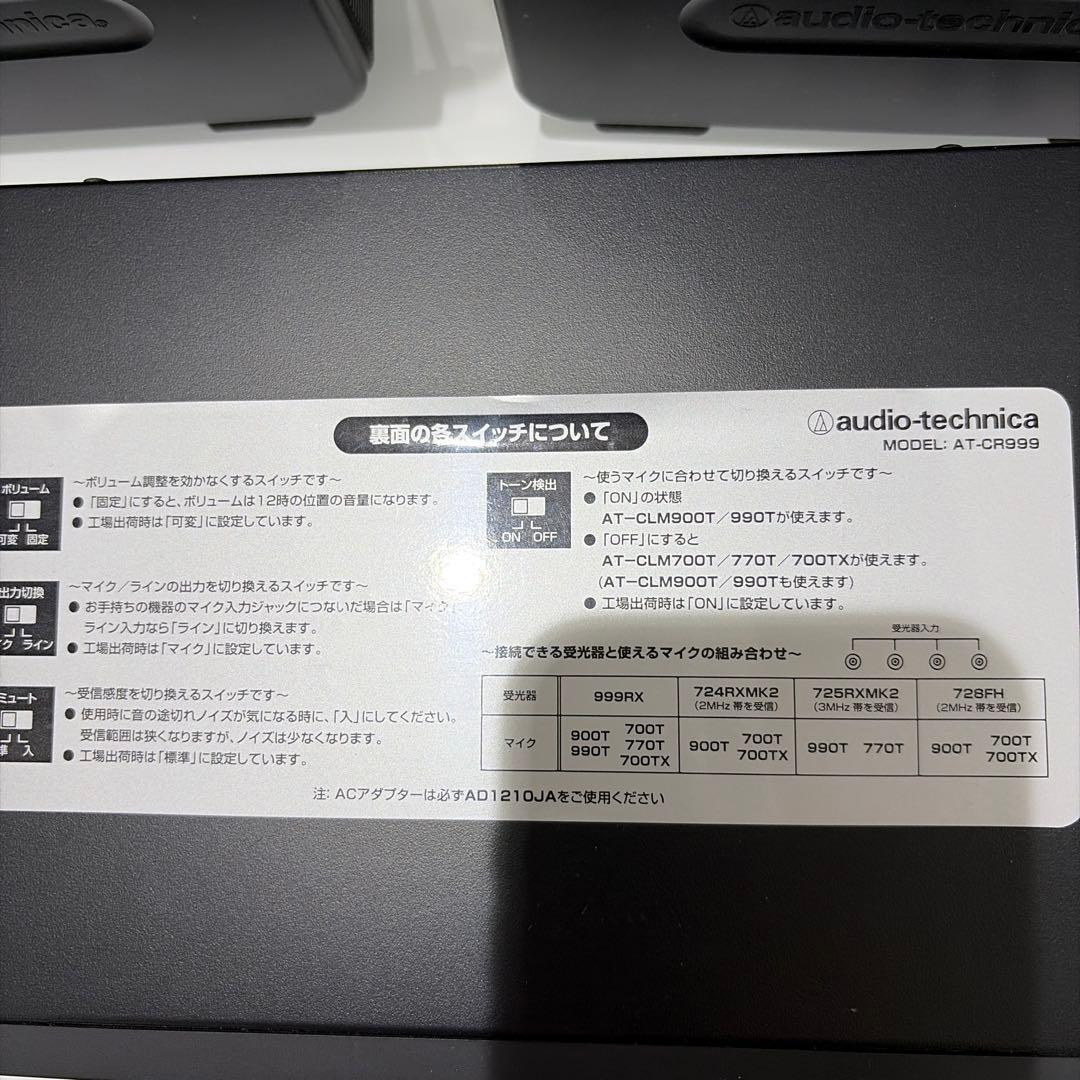 nnica®
audio-technica
裏面の各スイッチについて
audio-technica
MODEL: AT-CR999
ボリューム
可変 固定
～ボリューム調整を効かなくするスイッチです～
●「固定」にすると、ボリュームは12時の位置の音量になります。
● 工場出荷時は「可変」に設定しています。
出力切換
イク ライン
～マイク／ラインの出力を切り換えるスイッチです～
● お手持ちの機器のマイク入力ジャックにつないだ場合は「マイク」
ライン入力なら「ライン」に切り換えます。
● 工場出荷時は「マイク」に設定しています。
ミュート
準 入
～受信感度を切り換えるスイッチです～
● 使用時に音の途切れノイズが気になる時に、「入」にしてください。
受信範囲は狭くなりますが、ノイズは少なくなります。
● 工場出荷時は「標準」に設定しています。
トーン検出
ON OFF
～使うマイクに合わせて切り換えるスイッチです～
●「ON」の状態
AT-CLM900T／990Tが使えます。
●「OFF」にすると
AT-CLM700T／770T／700TXが使えます。
(AT-CLM900T／990Tも使えます)
● 工場出荷時は「ON」に設定しています。
受光器入力
～接続できる受光器と使えるマイクの組み合わせ～
受光器 999RX 724RXMK2 (2MHz 帯を受信) 725RXMK2 (3MHz 帯を受信) 728FH (2MHz 帯を受信)
マイク 900T 990T 700T 770T 700TX 900T 700T 700TX 990T 770T 900T 700T 700TX
注: ACアダプターは必ずAD1210JAをご使用ください